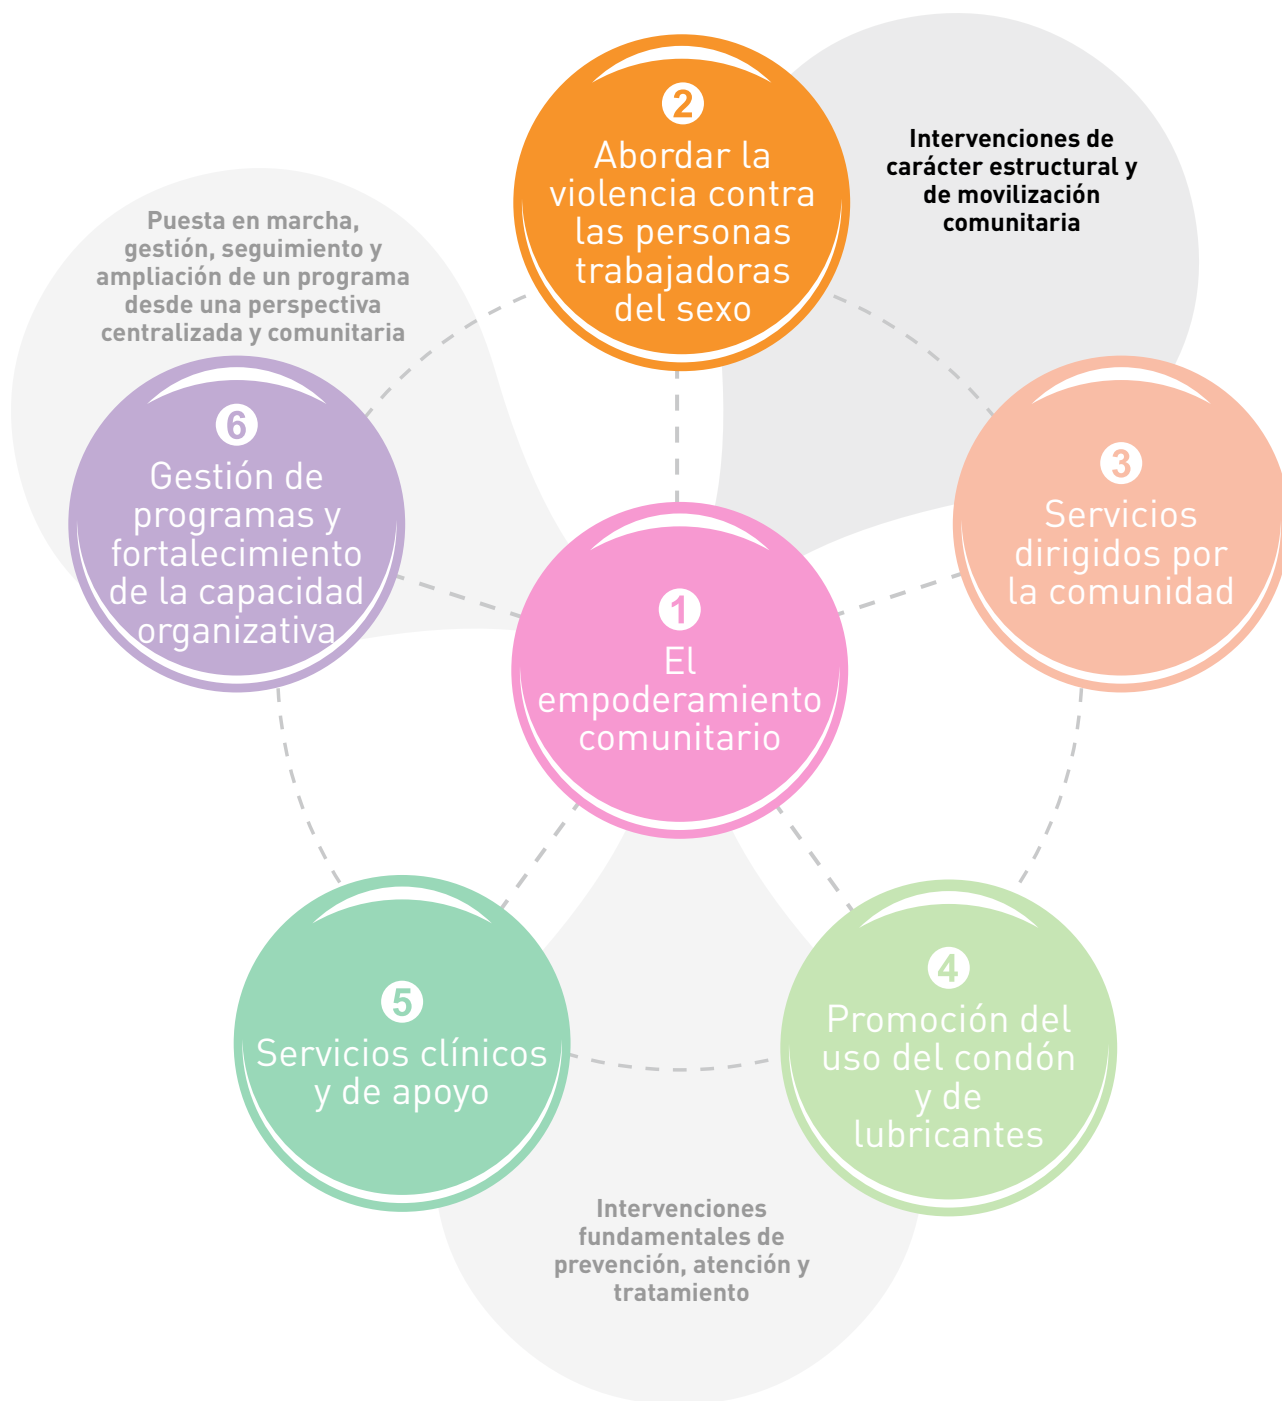 2
Abordar la
violencia contra
las personas
trabajadoras
del sexo
Intervenciones de
carácter estructural y
de movilización
comunitaria
Puesta en marcha,
gestión, seguimiento y
ampliación de un programa
desde una perspectiva
centralizada y comunitaria
6
Gestión de
programas y
fortalecimiento
de la capacidad
organizativa
3
Servicios
dirigidos por
la comunidad
1
El
empoderamiento
comunitario
5
Servicios clínicos
y de apoyo
4
Promoción del
uso del condón
y de
lubricantes
Intervenciones
fundamentales de
prevención, atención y
tratamiento